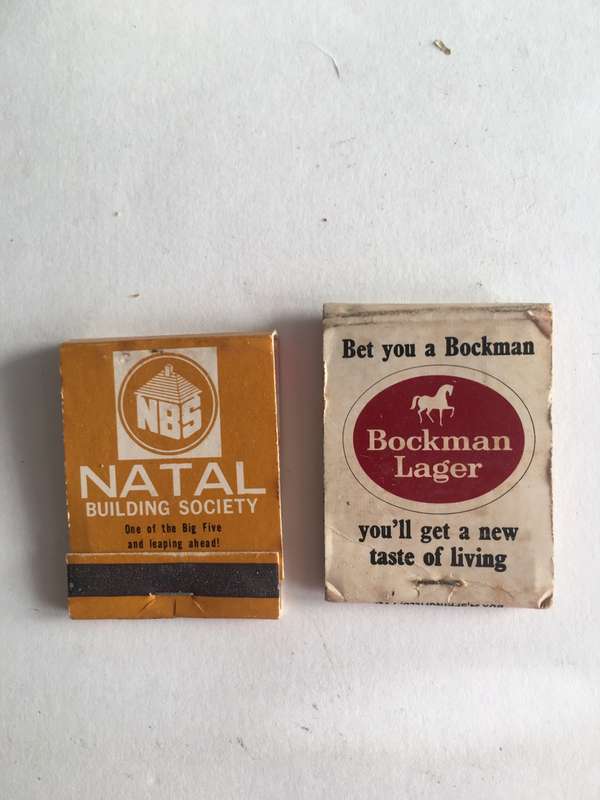 NBS
NATAL
BUILDING SOCIETY
One of the Big Five
and leaping ahead!
Bet you a Bockman
Bockman
Lager
you'll get a new
taste of living